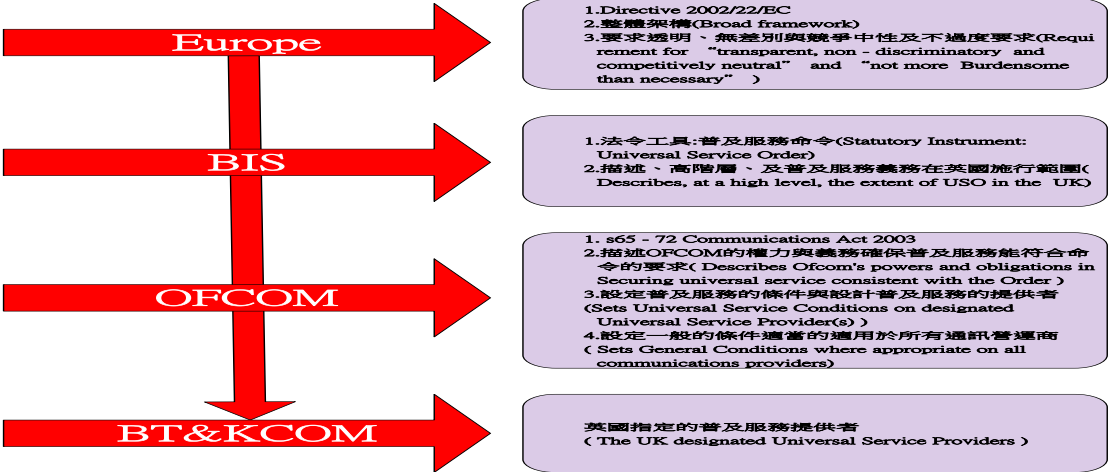 Europe
1.Directive 2002/22/EC
2.整體架構(Broad framework)
3.要求透明、無差別與競爭中性及不過度要求(Requi
rement for “transparent, non - discriminatory and
competitively neutral” and “not more Burdensome
than necessary” )
BIS
1.法令工具:普及服務命令(Statutory Instrument:
Universal Service Order)
2.描述、高階層、及普及服務義務在英國施行範圍(
Describes, at a high level, the extent of USO in the UK)
OFCOM
1. s65 - 72 Communications Act 2003
2.描述OFCOM的權力與義務確保普及服務能符合命
令的要求( Describes Ofcom's powers and obligations in
Securing universal service consistent with the Order )
3.設定普及服務的條件與設計普及服務的提供者
(Sets Universal Service Conditions on designated
Universal Service Provider(s) )
4.設定一般的條件適當的適用於所有通訊營運商
( Sets General Conditions where appropriate on all
communications providers)
BT&KCOM
英國指定的普及服務提供者
( The UK designated Universal Service Providers )